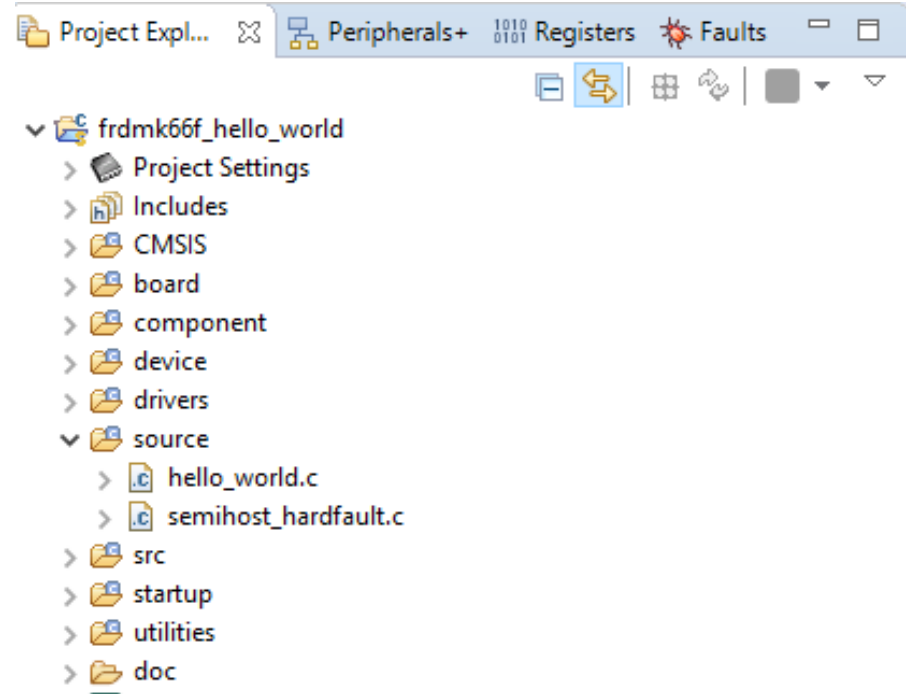 Project Expl... Peripherals+ 1010 0101 Registers Faults
frdmk66f_hello_world
Project Settings
Includes
CMSIS
board
component
device
drivers
source
.c hello_world.c
.c semihost_hardfault.c
src
startup
utilities
doc